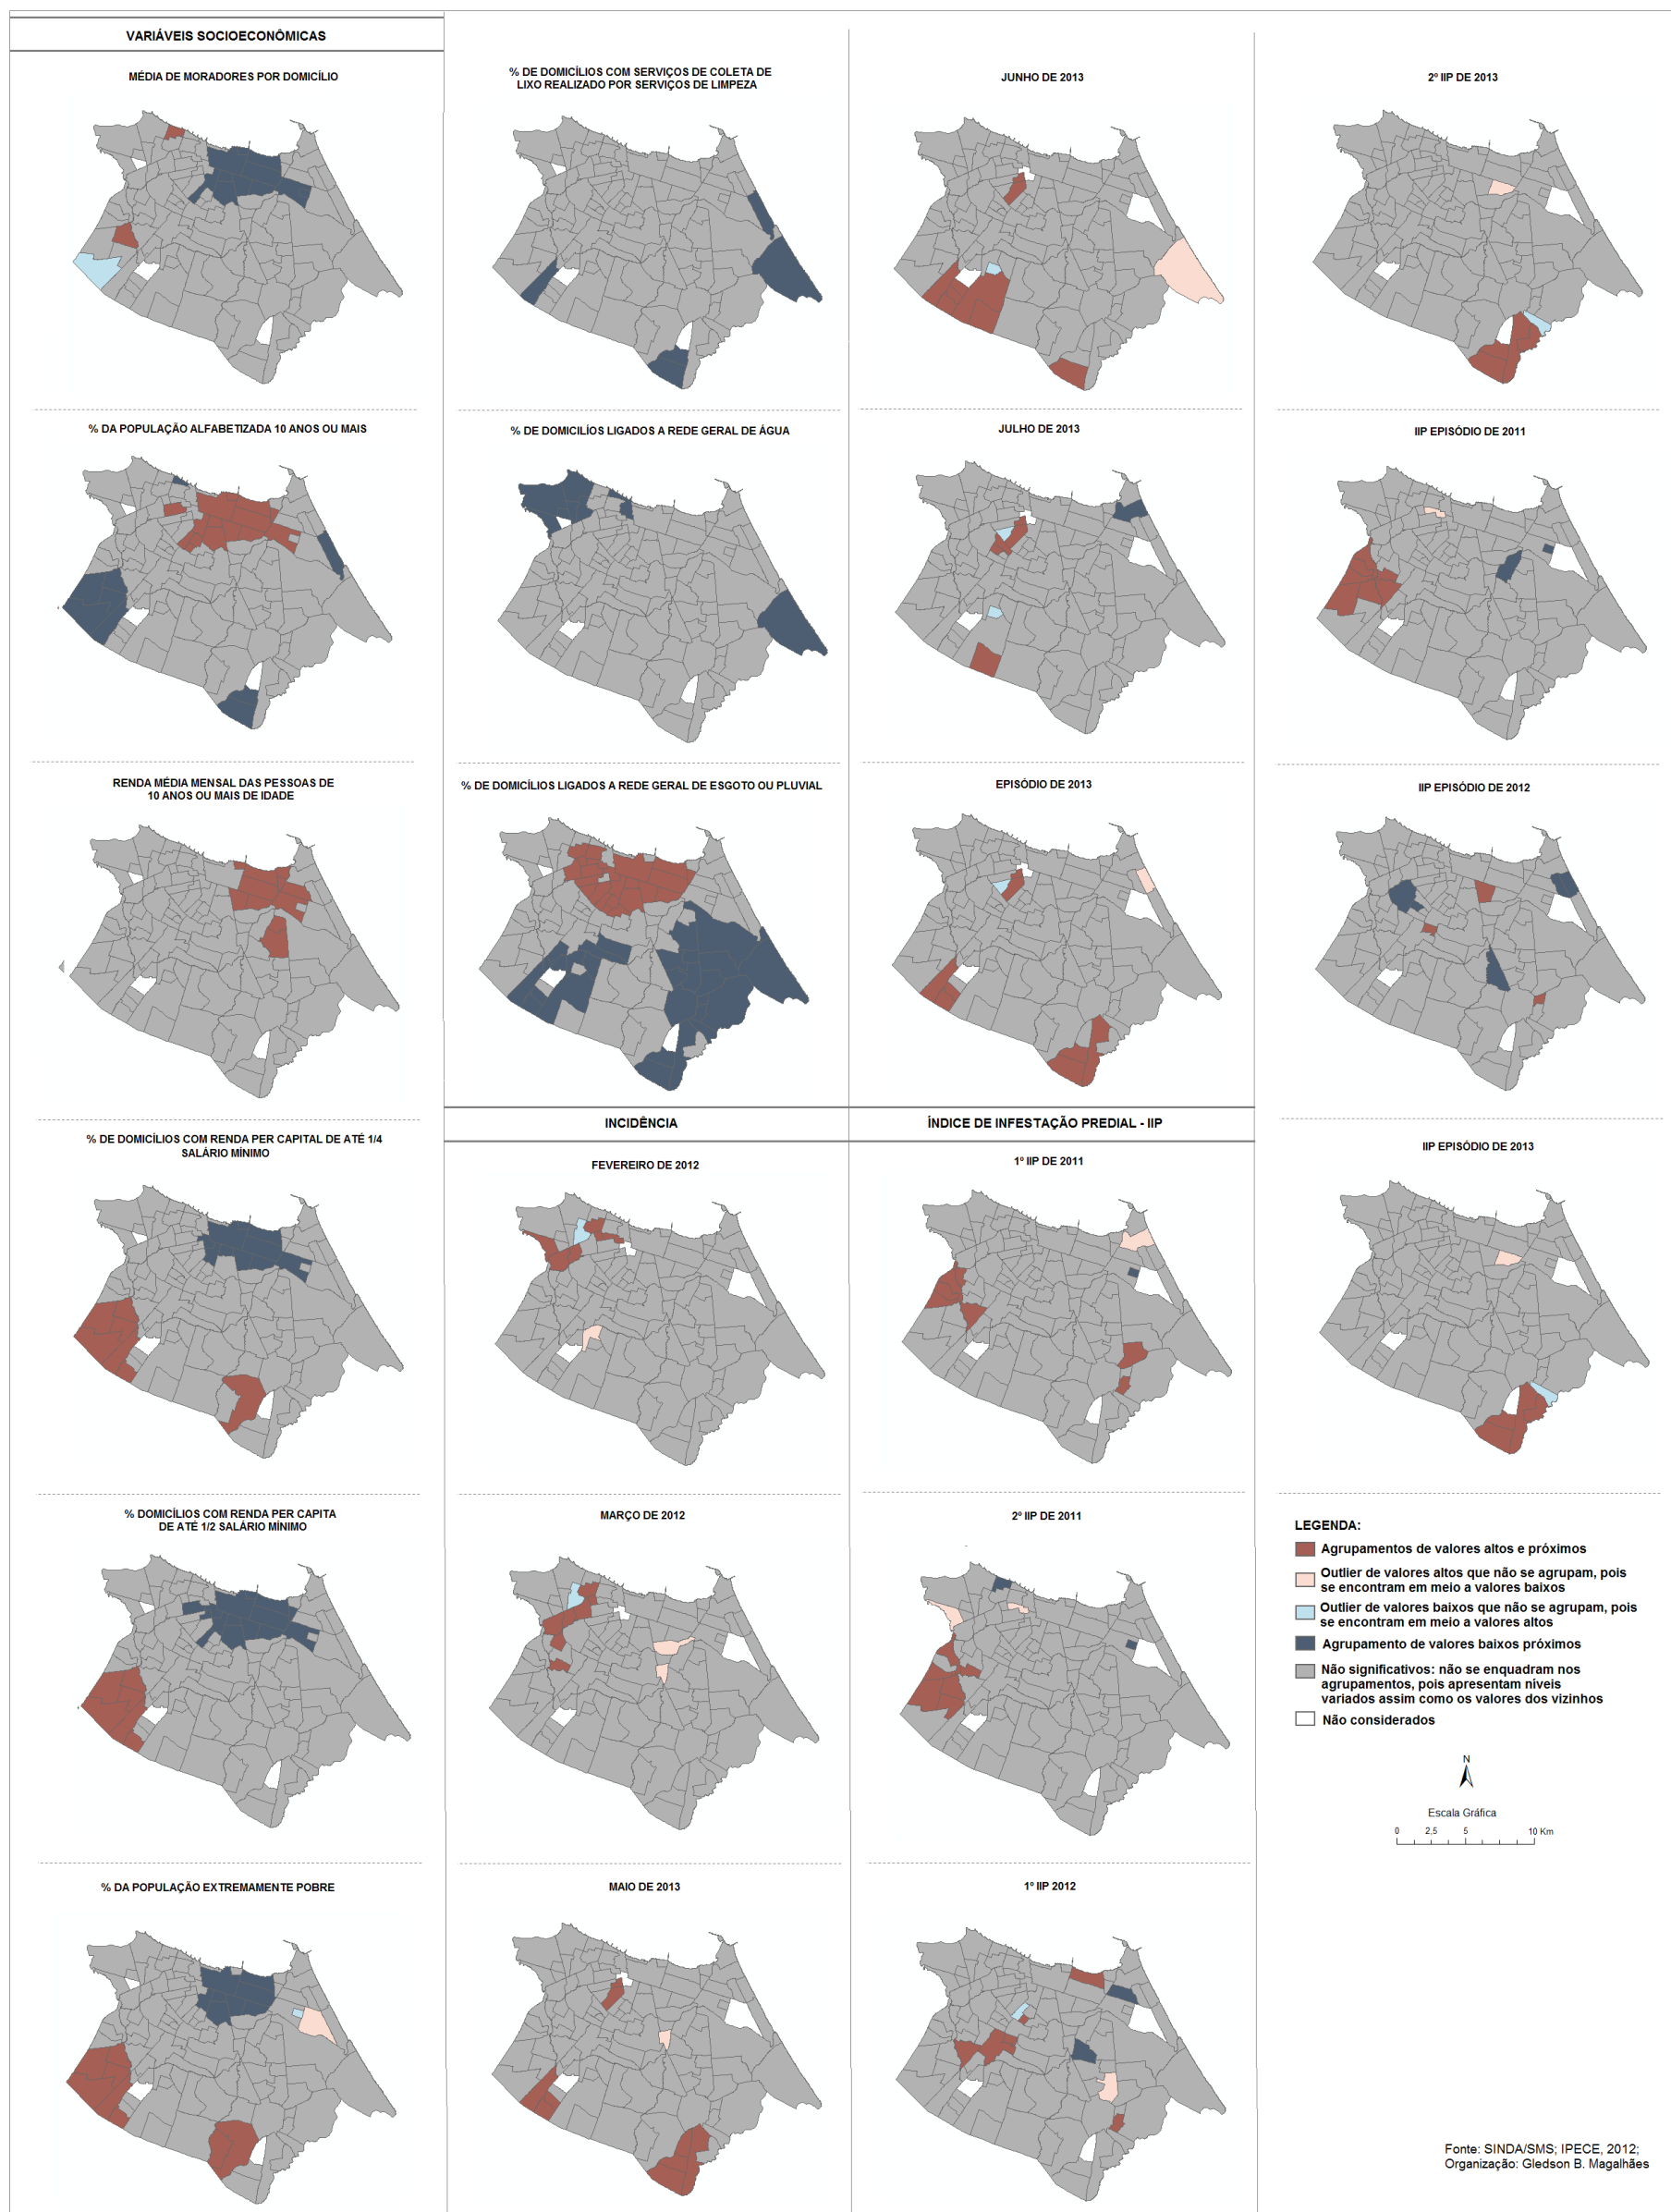 VARIÁVEIS SOCIOECONÔMICAS
MÉDIA DE MORADORES POR DOMICÍLIO
% DA POPULAÇÃO ALFABETIZADA 10 ANOS OU MAIS
RENDA MÉDIA MENSAL DAS PESSOAS DE
10 ANOS OU MAIS DE IDADE
% DE DOMICÍLIOS COM RENDA PER CAPITAL DE ATÉ 1/4
SALÁRIO MÍNIMO
% DOMICÍLIOS COM RENDA PER CAPITA
DE ATÉ 1/2 SALÁRIO MÍNIMO
% DA POPULAÇÃO EXTREMAMENTE POBRE
% DE DOMICÍLIOS COM SERVIÇOS DE COLETA DE
LIXO REALIZADO POR SERVIÇOS DE LIMPEZA
% DE DOMICILÍOS LIGADOS A REDE GERAL DE ÁGUA
% DE DOMICÍLIOS LIGADOS A REDE GERAL DE ESGOTO OU PLUVIAL
INCIDÊNCIA
FEVEREIRO DE 2012
MARÇO DE 2012
MAIO DE 2013
JUNHO DE 2013
JULHO DE 2013
EPISÓDIO DE 2013
ÍNDICE DE INFESTAÇÃO PREDIAL - IIP
1º IIP DE 2011
2º IIP DE 2011
1º IIP 2012
2º IIP DE 2013
IIP EPISÓDIO DE 2011
IIP EPISÓDIO DE 2012
IIP EPISÓDIO DE 2013
LEGENDA:
Agrupamentos de valores altos e próximos
Outlier de valores altos que não se agrupam, pois
se encontram em meio a valores baixos
Outlier de valores baixos que não se agrupam, pois
se encontram em meio a valores altos
Agrupamento de valores baixos próximos
Não significativos: não se enquadram nos
agrupamentos, pois apresentam níveis
variados assim como os valores dos vizinhos
Não considerados
N
Escala Gráfica
0 2,5 5 10 Km
Fonte: SINDA/SMS; IPECE, 2012;
Organização: Gledson B. Magalhães